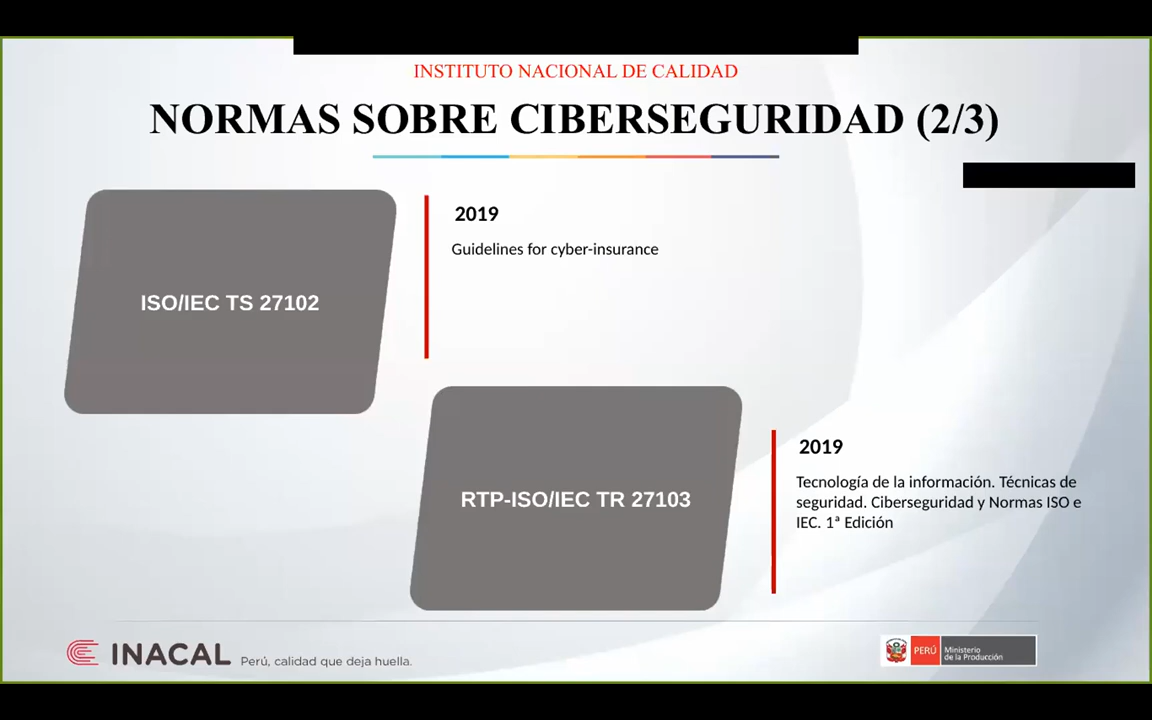 INSTITUTO NACIONAL DE CALIDAD
NORMAS SOBRE CIBERSEGURIDAD (2/3)
ISO/IEC TS 27102
2019
Guidelines for cyber-insurance
RTP-ISO/IEC TR 27103
2019
Tecnología de la información. Técnicas de
seguridad. Ciberseguridad y Normas ISO e
IEC. 1ª Edición
INACAL Perú, calidad que deja huella.
PERÚ
Ministerio
de la Producción